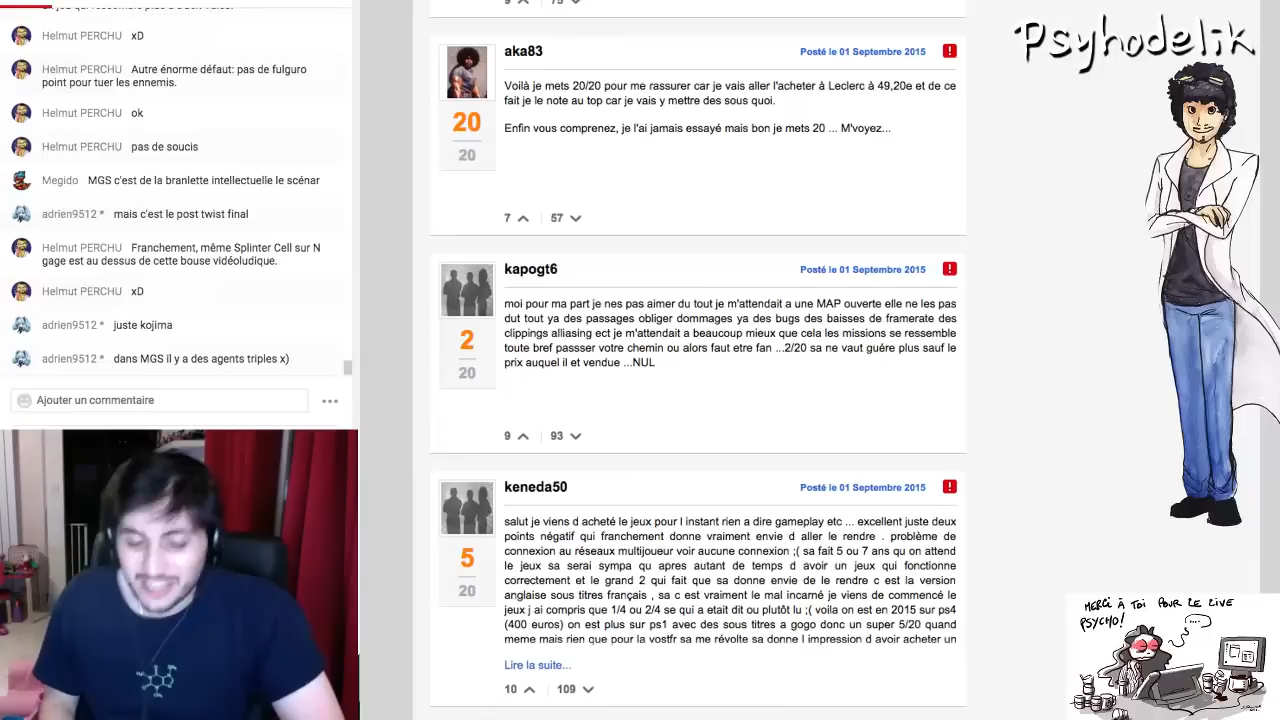 Helmut PERCHU xD
Helmut PERCHU Autre énorme défaut: pas de fulguro
point pour tuer les ennemis.
Helmut PERCHU ok
Helmut PERCHU pas de soucis
Megido MGS c'est de la branlette intellectuelle le scénar
adrien9512 * mais c'est le post twist final
Helmut PERCHU Franchement, même Splinter Cell sur N
gage est au dessus de cette bouse vidéoludique.
Helmut PERCHU xD
adrien9512 * juste kojima
adrien9512 * dans MGS il y a des agents triples x)
Ajouter un commentaire
aka83
Posté le 01 Septembre 2015
Voilà je mets 20/20 pour me rassurer car je vais aller l'acheter à Leclerc à 49,20e et de ce
fait je le note au top car je vais y mettre des sous quoi.
Enfin vous comprenez, je l'ai jamais essayé mais bon je mets 20 ... M'voyez...
20
20
7 57
kapogt6
Posté le 01 Septembre 2015
moi pour ma part je nes pas aimer du tout je m'attendait a une MAP ouverte elle ne les pas
dut tout ya des passages obliger dommages ya des bugs des baisses de framerate des
clippings alliasing ect je m'attendait a beaucoup mieux que cela les missions se ressemble
toute bref passser votre chemin ou alors faut etre fan ...2/20 sa ne vaut guére plus sauf le
prix auquel il et vendue ...NUL
2
20
9 93
keneda50
Posté le 01 Septembre 2015
salut je viens d acheté le jeux pour l instant rien a dire gameplay etc ... excellent juste deux
points négatif qui franchement donne vraiment envie d aller le rendre . problème de
connexion au réseaux multijoueur voir aucune connexion ;( sa fait 5 ou 7 ans qu on attend
le jeux sa serai sympa qu apres autant de temps d avoir un jeux qui fonctionne
correctement et le grand 2 qui fait que sa donne envie de le rendre c est la version
anglaise sous titres français , sa c est vraiment le mal incarné je viens de commencé le
jeux j ai compris que 1/4 ou 2/4 se qui a etait dit ou plutôt lu ;( voila on est en 2015 sur ps4
(400 euros) on est plus sur ps1 avec des sous titres a gogo donc un super 5/20 quand
meme mais rien que pour la vostfr sa me révolte sa donne l impression d avoir acheter un
5
20
Lire la suite...
10 109
Psyhodelik
MERCI À TOI POUR CE LIVE
PSYCHO!